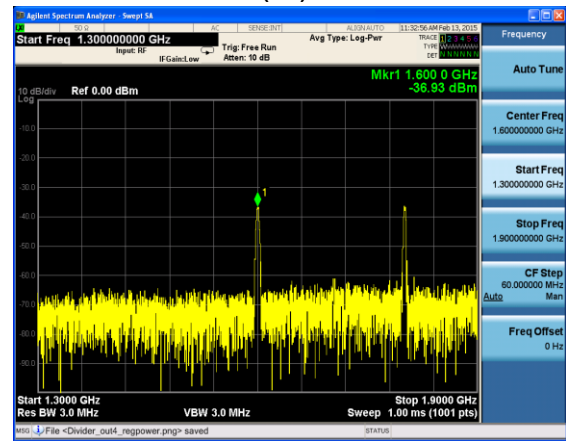 Agilent Spectrum Analyzer - Swept SA
50 Ω AC SENSE:INT ALIGN AUTO 11:32:56 AM Feb 13, 2015
Start Freq 1.300000000 GHz
Input: RF
IFGain:Low
Trig: Free Run
Atten: 10 dB
Avg Type: Log-Pwr
TRACE 1 2 3 4 5 6
TYPE
DET N N N N N N
Mkr1 1.600 0 GHz
-36.93 dBm
10 dB/div Ref 0.00 dBm
Log
-10.0
-20.0
1
-30.0
-40.0
-50.0
-60.0
-70.0
-80.0
-90.0
Start 1.3000 GHz Stop 1.9000 GHz
Res BW 3.0 MHz VBW 3.0 MHz Sweep 1.00 ms (1001 pts)
MSG File <Divider_out4_regpower.png> saved STATUS
Frequency
Auto Tune
Center Freq
1.600000000 GHz
Start Freq
1.300000000 GHz
Stop Freq
1.900000000 GHz
CF Step
60.000000 MHz
Auto Man
Freq Offset
0 Hz